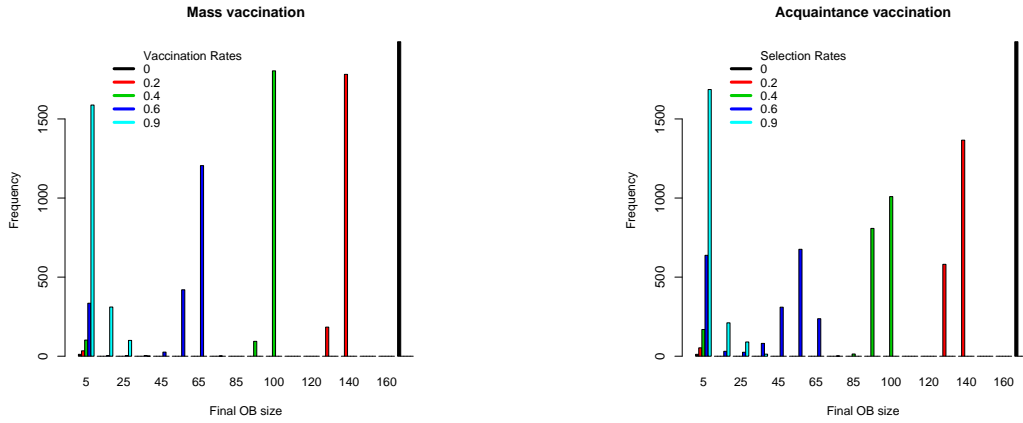 Mass vaccination
Vaccination Rates
0
0.2
0.4
0.6
0.9
Frequency
0
500
1000
1500
5 25 45 65 85 100 120 140 160
Final OB size
Acquaintance vaccination
Selection Rates
0
0.2
0.4
0.6
0.9
Frequency
0
500
1000
1500
5 25 45 65 85 100 120 140 160
Final OB size